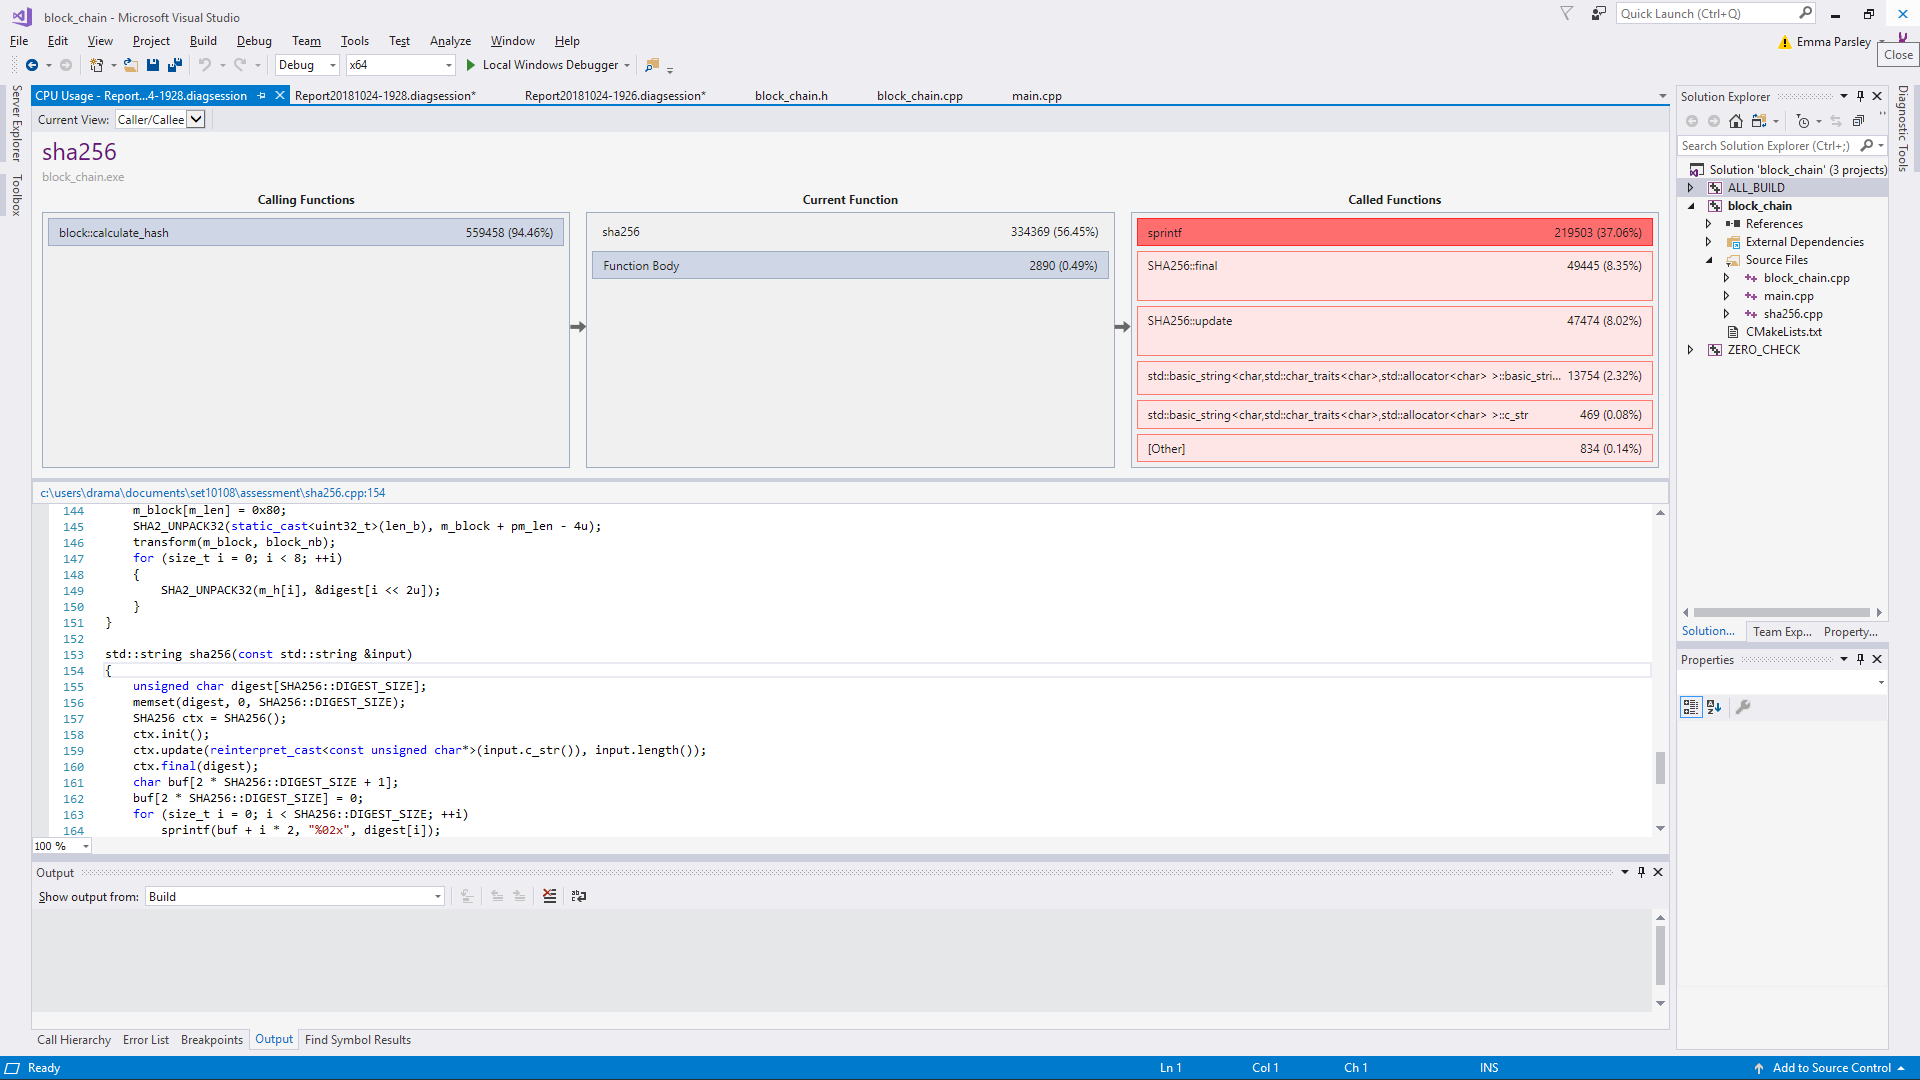 block_chain - Microsoft Visual Studio
Quick Launch (Ctrl+Q)
File Edit View Project Build Debug Team Tools Test Analyze Window Help
Emma Parsley
Close
Debug x64 Local Windows Debugger
Server Explorer
Toolbox
CPU Usage - Report...4-1928.diagsession Report20181024-1928.diagsession* Report20181024-1926.diagsession* block_chain.h block_chain.cpp main.cpp
Current View: Caller/Callee
sha256
block_chain.exe
Calling Functions Current Function Called Functions
block::calculate_hash 559458 (94.46%)
sha256 334369 (56.45%)
Function Body 2890 (0.49%)
sprintf 219503 (37.06%)
SHA256::final 49445 (8.35%)
SHA256::update 47474 (8.02%)
std::basic_string<char,std::char_traits<char>,std::allocator<char> >::basic_stri... 13754 (2.32%)
std::basic_string<char,std::char_traits<char>,std::allocator<char> >::c_str 469 (0.08%)
[Other] 834 (0.14%)
c:\users\drama\documents\set10108\assessment\sha256.cpp:154
144 m_block[m_len] = 0x80;
145 SHA2_UNPACK32(static_cast<uint32_t>(len_b), m_block + pm_len - 4u);
146 transform(m_block, block_nb);
147 for (size_t i = 0; i < 8; ++i)
148 {
149 SHA2_UNPACK32(m_h[i], &digest[i << 2u]);
150 }
151 }
152
153 std::string sha256(const std::string &input)
154 {
155 unsigned char digest[SHA256::DIGEST_SIZE];
156 memset(digest, 0, SHA256::DIGEST_SIZE);
157 SHA256 ctx = SHA256();
158 ctx.init();
159 ctx.update(reinterpret_cast<const unsigned char*>(input.c_str()), input.length());
160 ctx.final(digest);
161 char buf[2 * SHA256::DIGEST_SIZE + 1];
162 buf[2 * SHA256::DIGEST_SIZE] = 0;
163 for (size_t i = 0; i < SHA256::DIGEST_SIZE; ++i)
164 sprintf(buf + i * 2, "%02x", digest[i]);
100 %
Output
Show output from: Build
Call Hierarchy Error List Breakpoints Output Find Symbol Results
Solution Explorer
Search Solution Explorer (Ctrl+;)
Solution 'block_chain' (3 projects)
ALL_BUILD
block_chain
References
External Dependencies
Source Files
block_chain.cpp
main.cpp
sha256.cpp
CMakeLists.txt
ZERO_CHECK
Solution... Team Exp... Property...
Properties
Diagnostic Tools
Ready Ln 1 Col 1 Ch 1 INS Add to Source Control